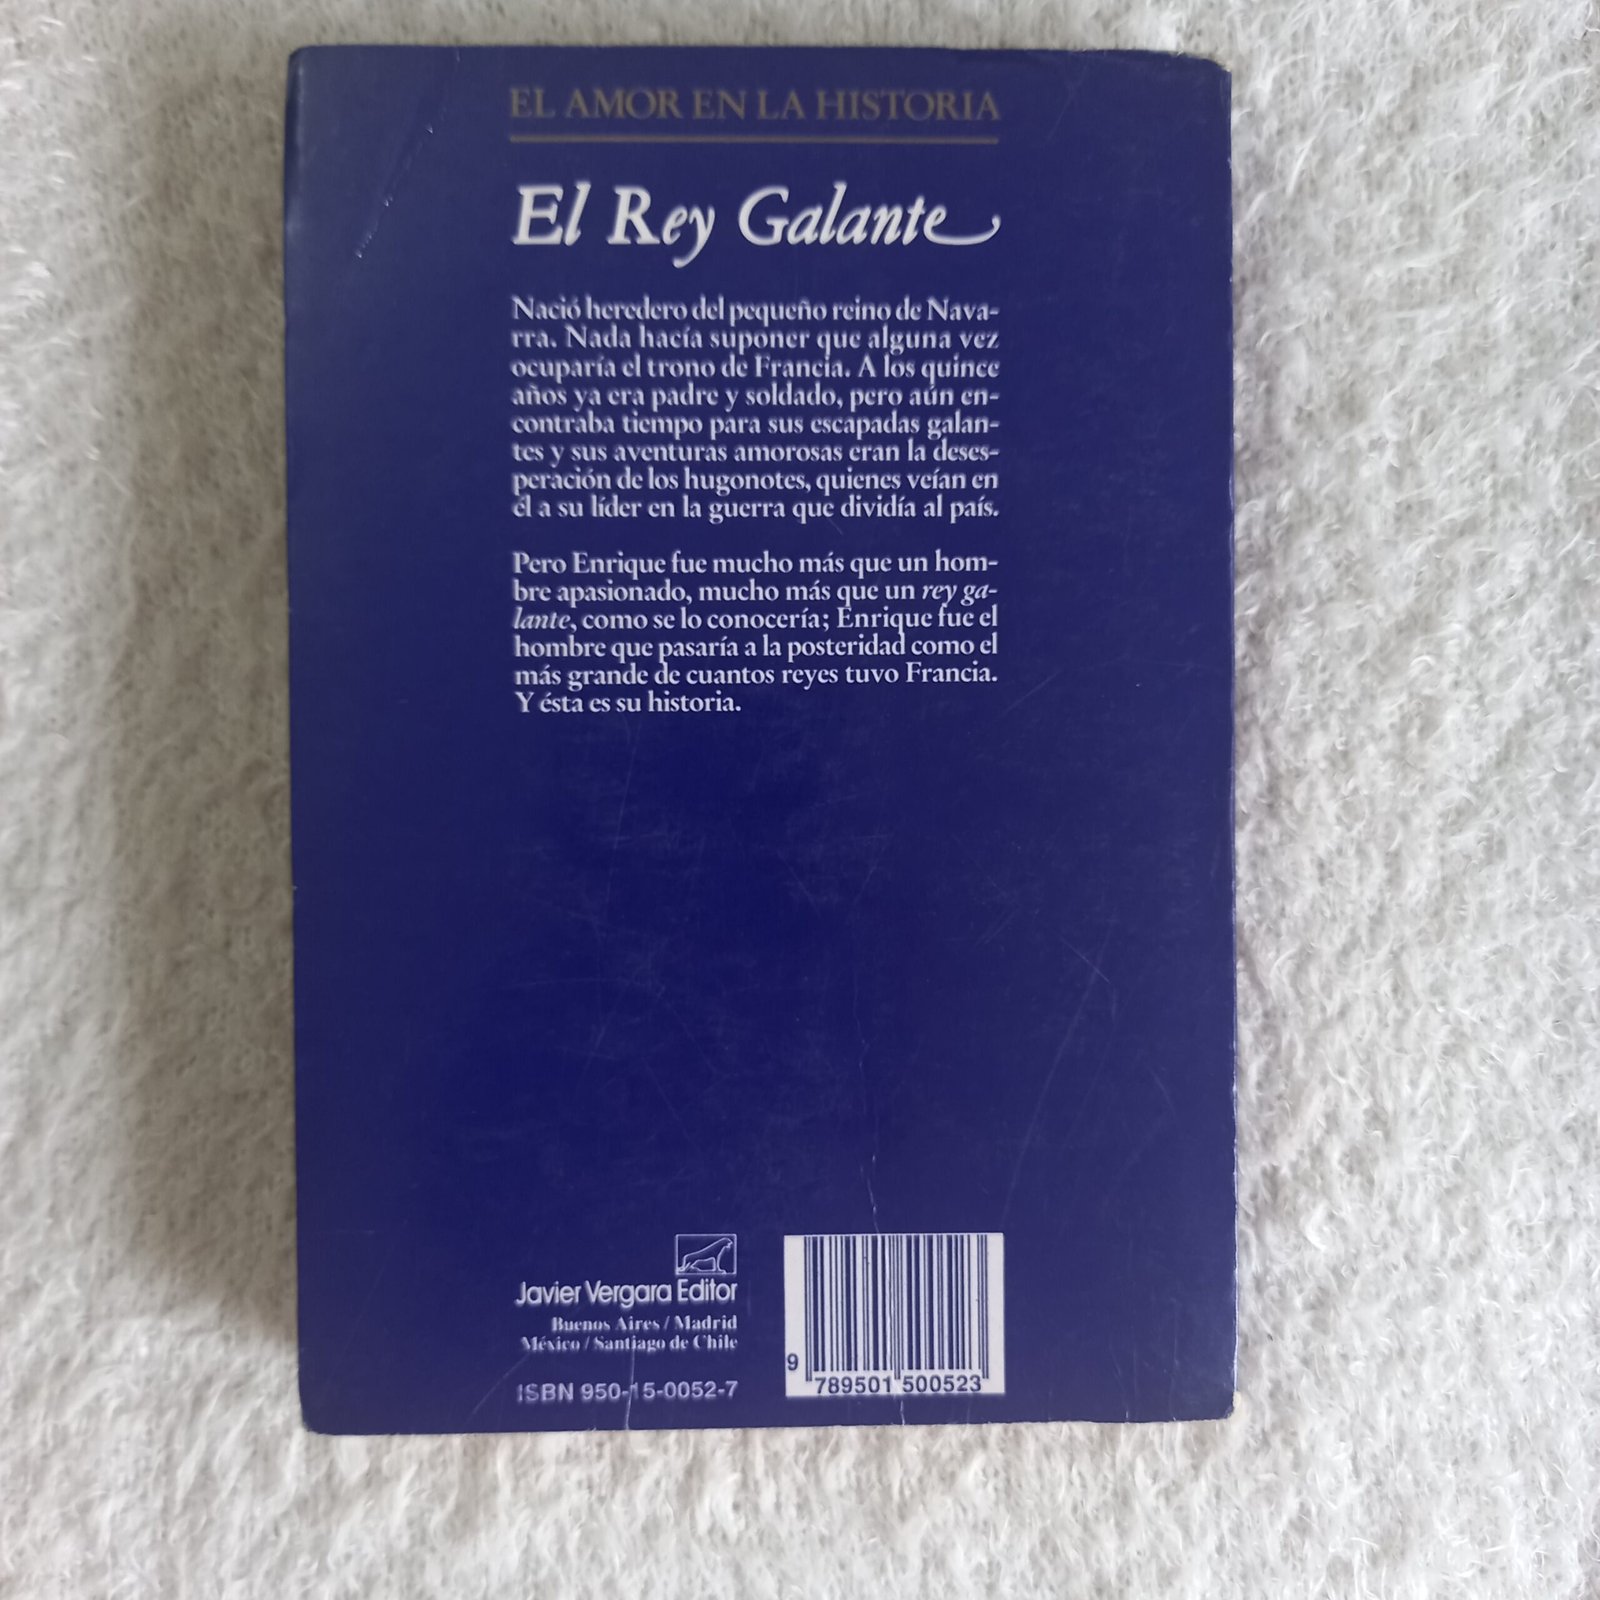 EL AMOR EN LA HISTORIA
El Rey Galante
Nació heredero del pequeño reino de Nava-
rra. Nada hacía suponer que alguna vez
ocuparía el trono de Francia. A los quince
años ya era padre y soldado, pero aún en-
contraba tiempo para sus escapadas galan-
tes y sus aventuras amorosas eran la deses-
peración de los hugonotes, quienes veían en
él a su líder en la guerra que dividía al país.
Pero Enrique fue mucho más que un hom-
bre apasionado, mucho más que un rey ga-
lante, como se lo conocería; Enrique fue el
hombre que pasaría a la posteridad como el
más grande de cuantos reyes tuvo Francia.
Y ésta es su historia.
Javier Vergara Editor
Buenos Aires / Madrid
México / Santiago de Chile
ISBN 950-15-0052-7
9 789501 500523